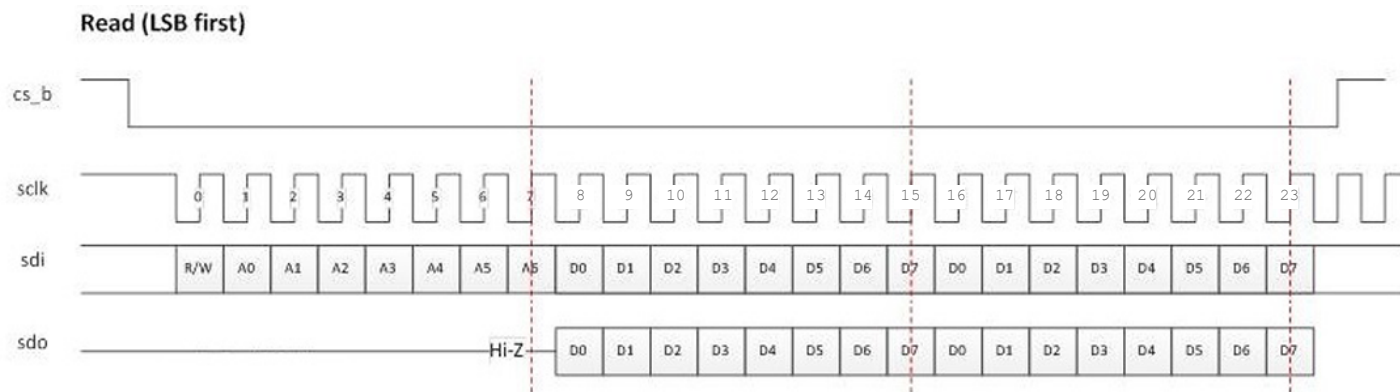 Read (LSB first)
cs_b
sclk 0 1 2 3 4 5 6 7 8 9 10 11 12 13 14 15 16 17 18 19 20 21 22 23
sdi R/W A0 A1 A2 A3 A4 A5 A6 D0 D1 D2 D3 D4 D5 D6 D7 D0 D1 D2 D3 D4 D5 D6 D7
sdo Hi-Z D0 D1 D2 D3 D4 D5 D6 D7 D0 D1 D2 D3 D4 D5 D6 D7